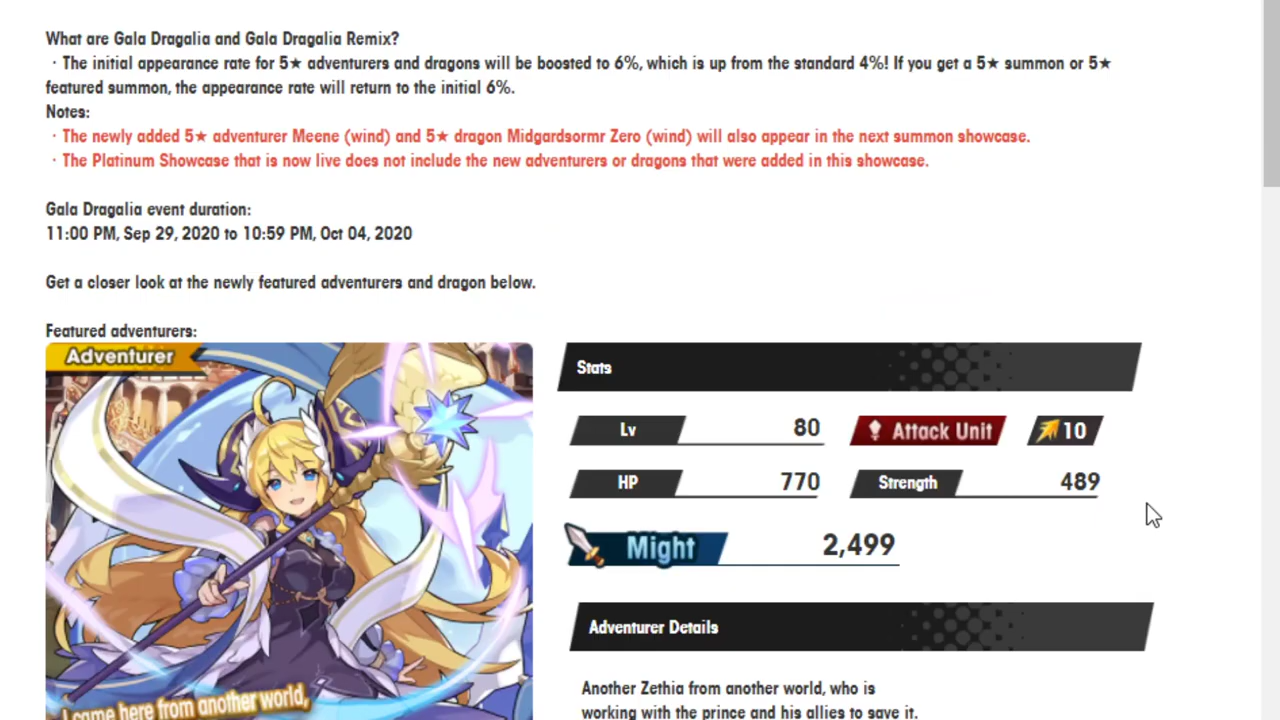 What are Gala Dragalia and Gala Dragalia Remix?
・The initial appearance rate for 5★ adventurers and dragons will be boosted to 6%, which is up from the standard 4%! If you get a 5★ summon or 5★
featured summon, the appearance rate will return to the initial 6%.
Notes:
・The newly added 5★ adventurer Meene (wind) and 5★ dragon Midgardsormr Zero (wind) will also appear in the next summon showcase.
・The Platinum Showcase that is now live does not include the new adventurers or dragons that were added in this showcase.
Gala Dragalia event duration:
11:00 PM, Sep 29, 2020 to 10:59 PM, Oct 04, 2020
Get a closer look at the newly featured adventurers and dragon below.
Featured adventurers:
Adventurer
I came here from another world,
Stats
Lv 80 Attack Unit 10
HP 770 Strength 489
Might 2,499
Adventurer Details
Another Zethia from another world, who is
working with the prince and his allies to save it.